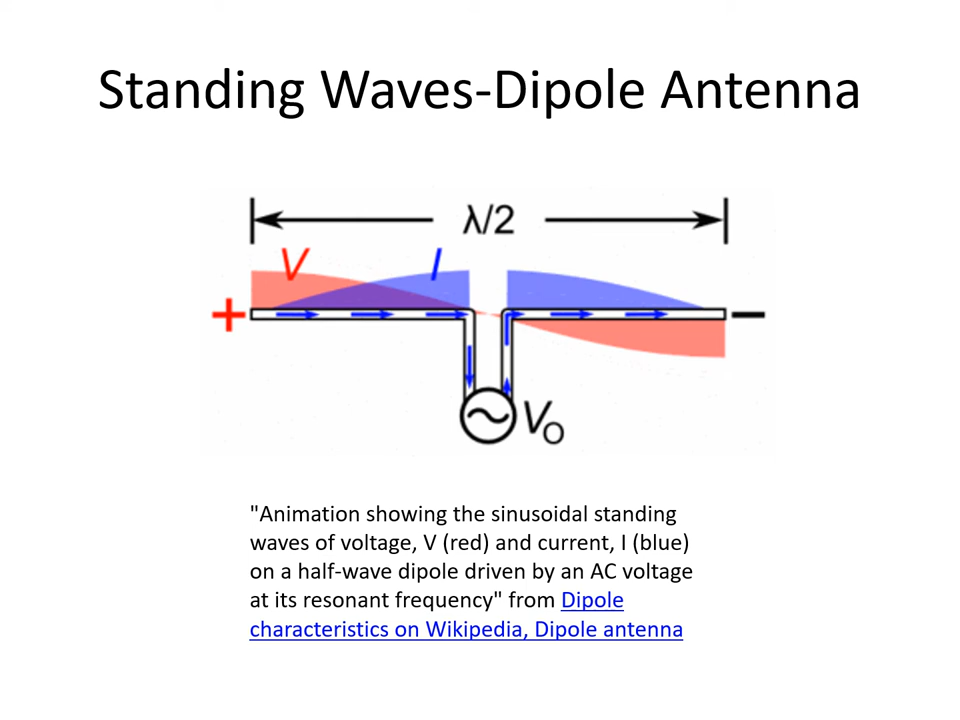 Standing Waves-Dipole Antenna
λ/2
V I
+ −
V₀
"Animation showing the sinusoidal standing
waves of voltage, V (red) and current, I (blue)
on a half-wave dipole driven by an AC voltage
at its resonant frequency" from Dipole
characteristics on Wikipedia, Dipole antenna